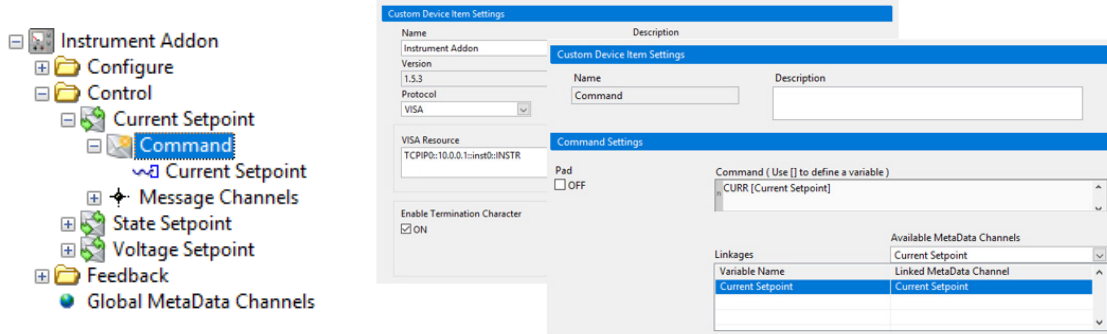 Instrument Addon
Configure
Control
Current Setpoint
Command
Current Setpoint
Message Channels
State Setpoint
Voltage Setpoint
Feedback
Global MetaData Channels
Custom Device Item Settings
Name
Description
Instrument Addon
Version
1.5.3
Protocol
VISA
VISA Resource
TCPIP0::10.0.0.1::inst0::INSTR
Enable Termination Character
ON
Custom Device Item Settings
Name
Description
Command
Command Settings
Pad
OFF
Command ( Use [] to define a variable )
CURR [Current Setpoint]
Available MetaData Channels
Linkages
Current Setpoint
Variable Name
Linked MetaData Channel
Current Setpoint
Current Setpoint